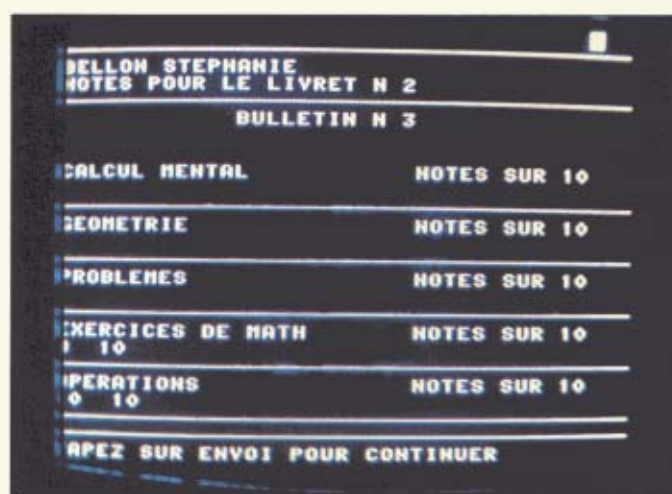 BELLON STEPHANIE
NOTES POUR LE LIVRET N 2
BULLETIN N 3
CALCUL MENTAL NOTES SUR 10
GEOMETRIE NOTES SUR 10
PROBLEMES NOTES SUR 10
EXERCICES DE MATH NOTES SUR 10
10
OPERATIONS NOTES SUR 10
0 10
TAPEZ SUR ENVOI POUR CONTINUER